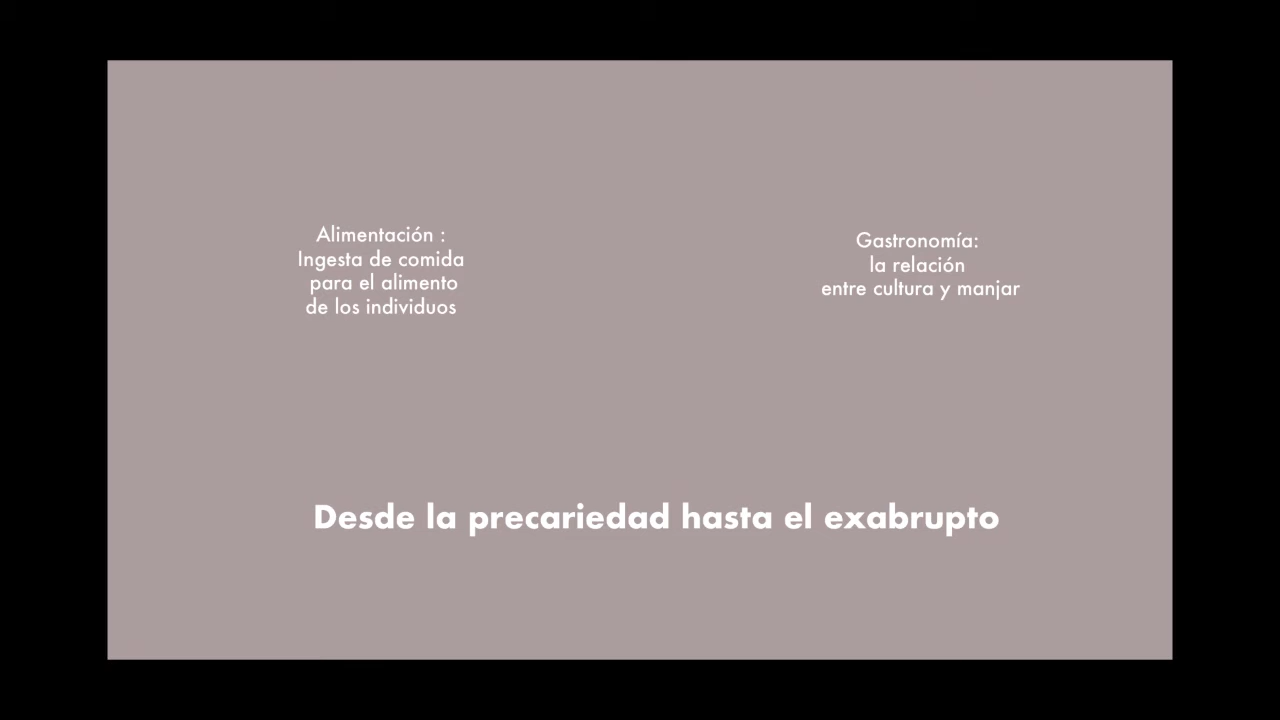 Alimentación :
Ingesta de comida
para el alimento
de los individuos
Gastronomía:
la relación
entre cultura y manjar
Desde la precariedad hasta el exabrupto